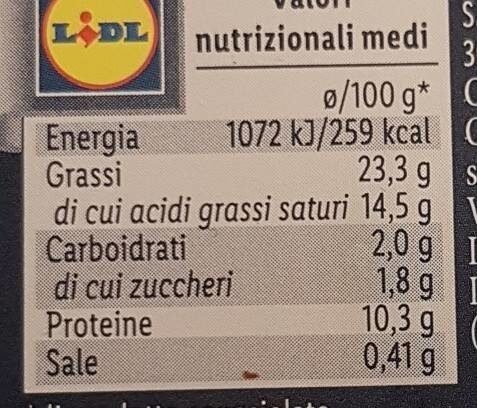 LIDL
Valori
nutrizionali medi
ø/100 g*
Energia 1072 kJ/259 kcal
Grassi 23,3 g
di cui acidi grassi saturi 14,5 g
Carboidrati 2,0 g
di cui zuccheri 1,8 g
Proteine 10,3 g
Sale 0,41 g